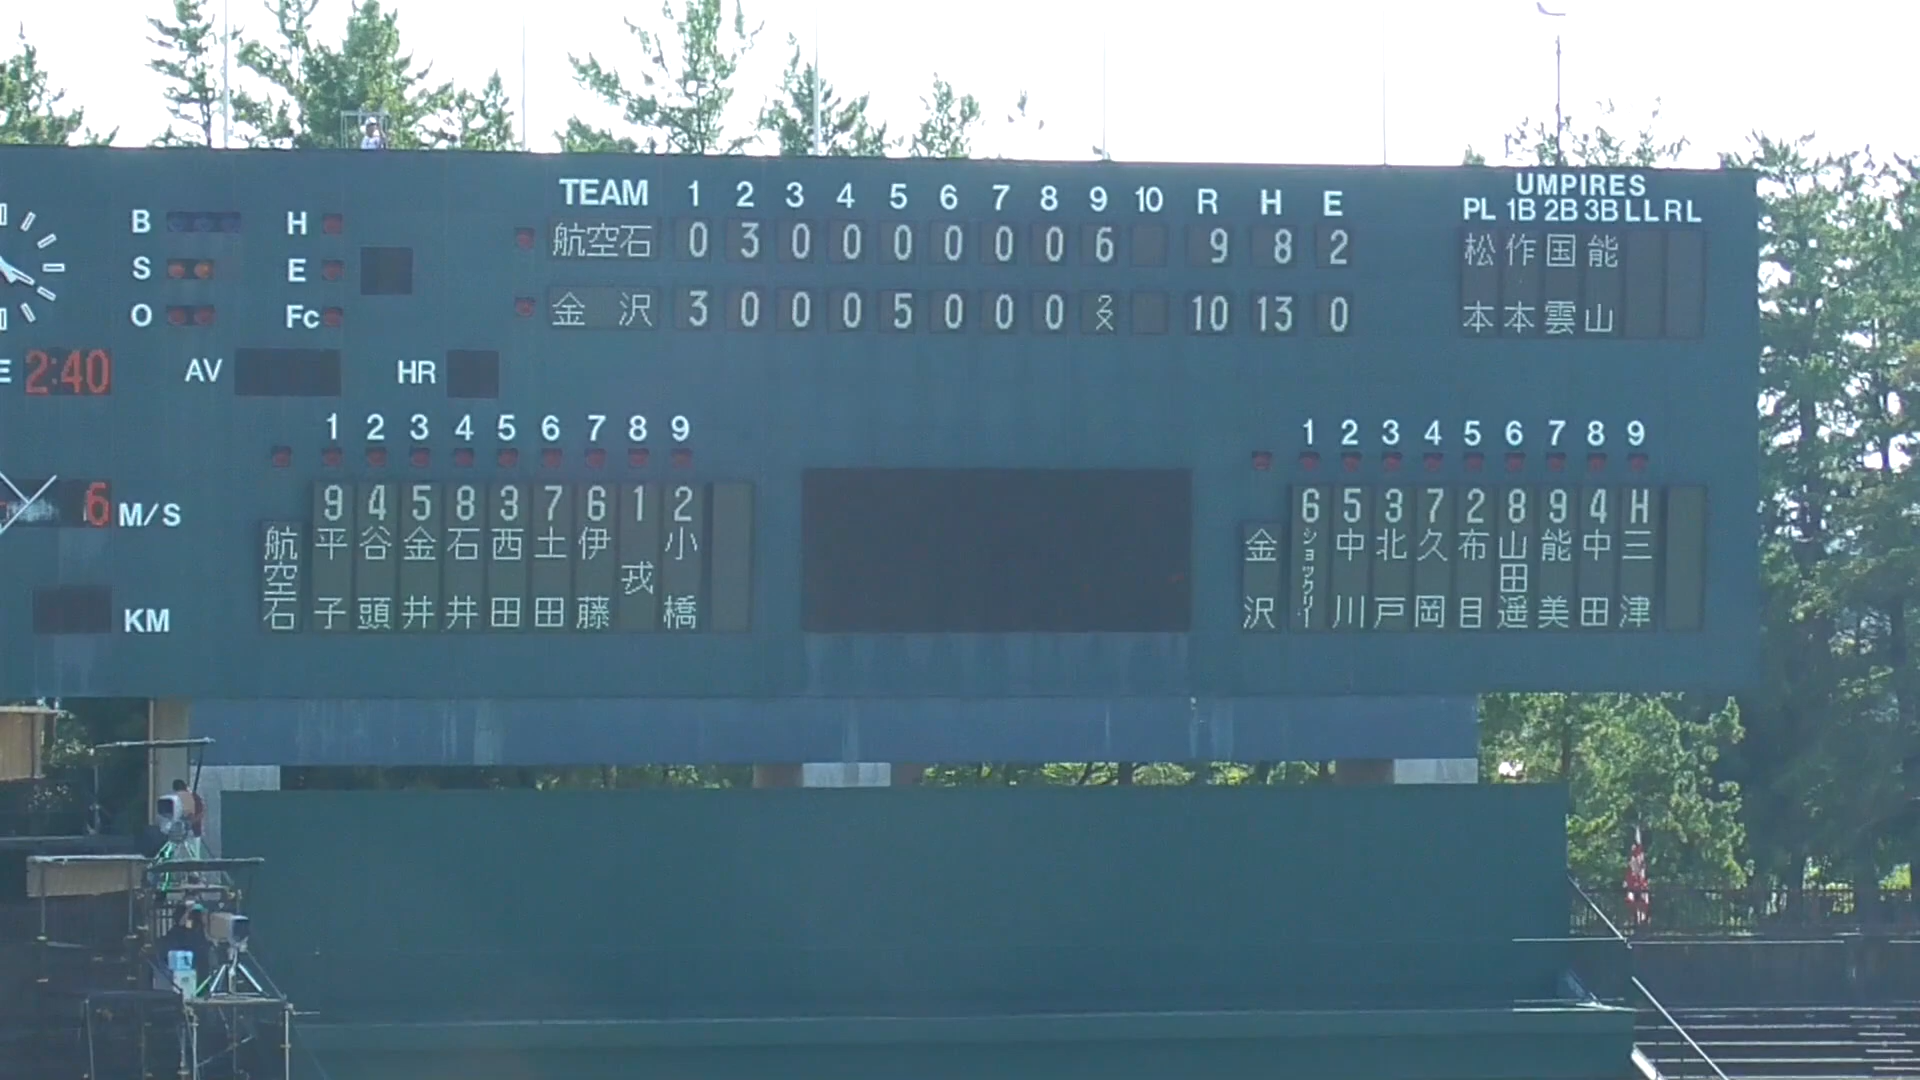 TEAM 1 2 3 4 5 6 7 8 9 10 R H E
航空石 0 3 0 0 0 0 0 0 6 9 8 2
金沢 3 0 0 0 5 0 0 0 2X 10 13 0
UMPIRES
PL 1B 2B 3B LL RL
松本 作本 国雲 能山
B H
S E
O Fc
E 2:40 AV HR
6 M/S
KM
1 2 3 4 5 6 7 8 9
9 4 5 8 3 7 6 1 2
航空石 平子 谷頭 金井 石井 西田 土田 伊藤 戎 小橋
1 2 3 4 5 6 7 8 9
6 5 3 7 2 8 9 4 H
金沢 ショックリー 中川 北戸 久岡 布目 山田遥 能美 中田 三津